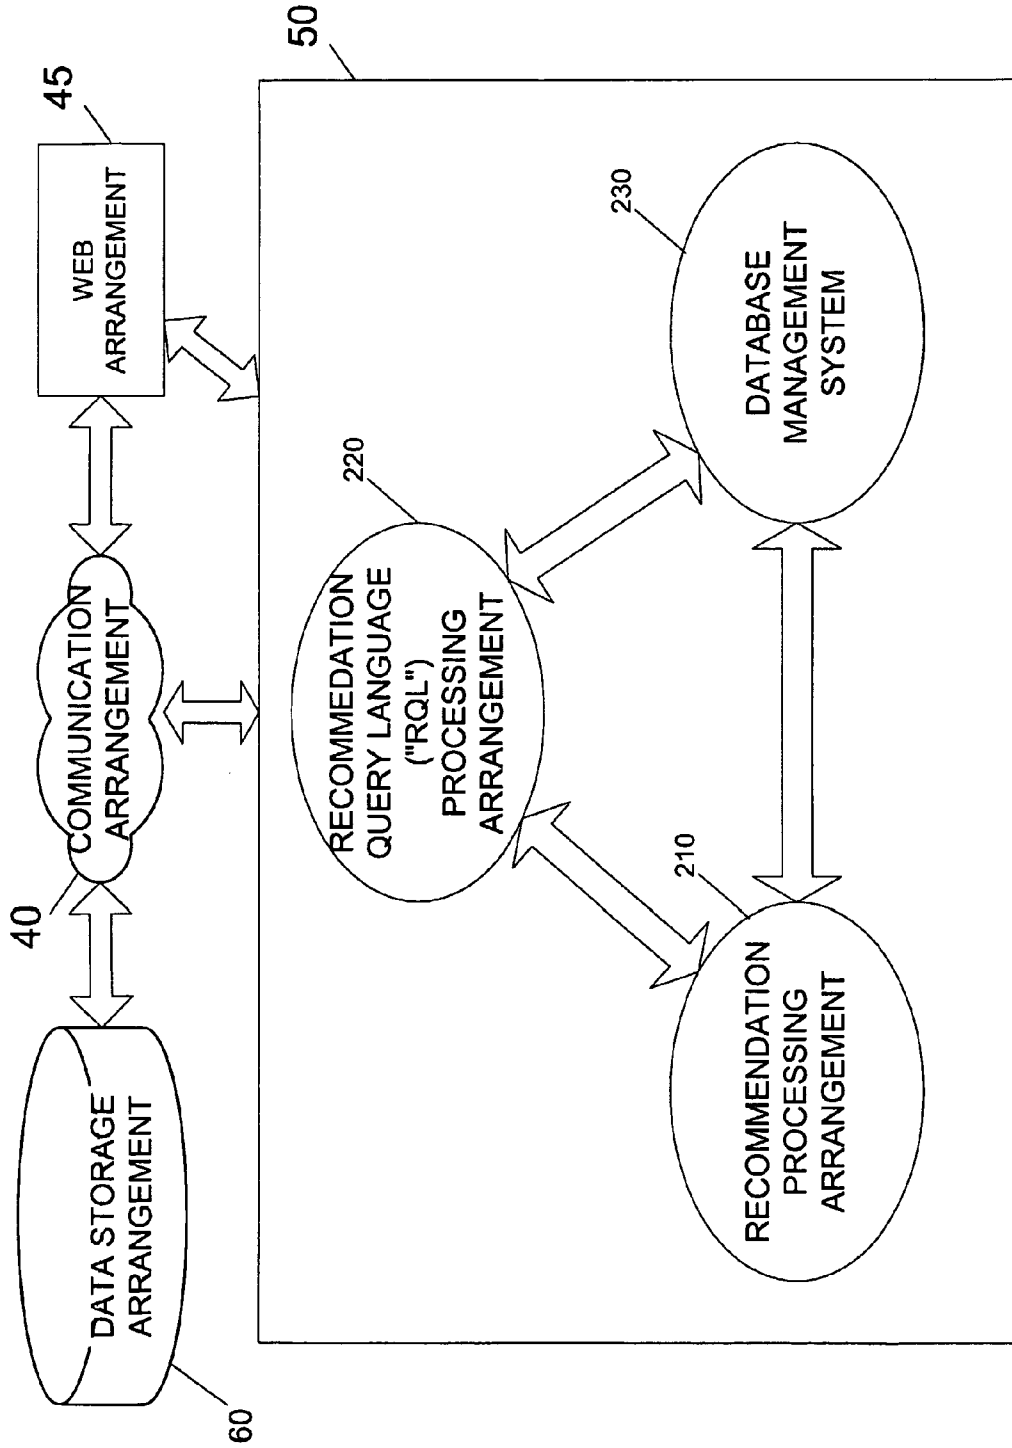 DATA STORAGE
ARRANGEMENT
60
40
COMMUNICATION
ARRANGEMENT
WEB
ARRANGEMENT
45
50
RECOMMEDATION
QUERY LANGUAGE
("RQL")
PROCESSING
ARRANGEMENT
220
RECOMMENDATION
PROCESSING
ARRANGEMENT
210
DATABASE
MANAGEMENT
SYSTEM
230